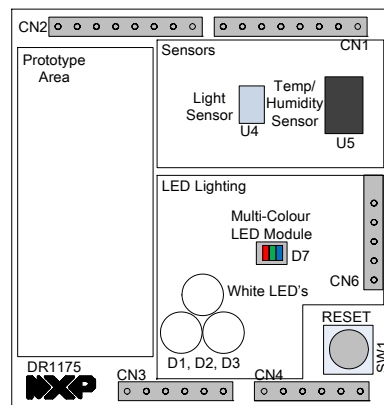 CN2
CN1
Prototype
Area
Sensors
Light
Sensor
U4
Temp/
Humidity
Sensor
U5
LED Lighting
Multi-Colour
LED Module
D7
CN6
White LED's
D1, D2, D3
RESET
SW1
DR1175
NXP
CN3
CN4